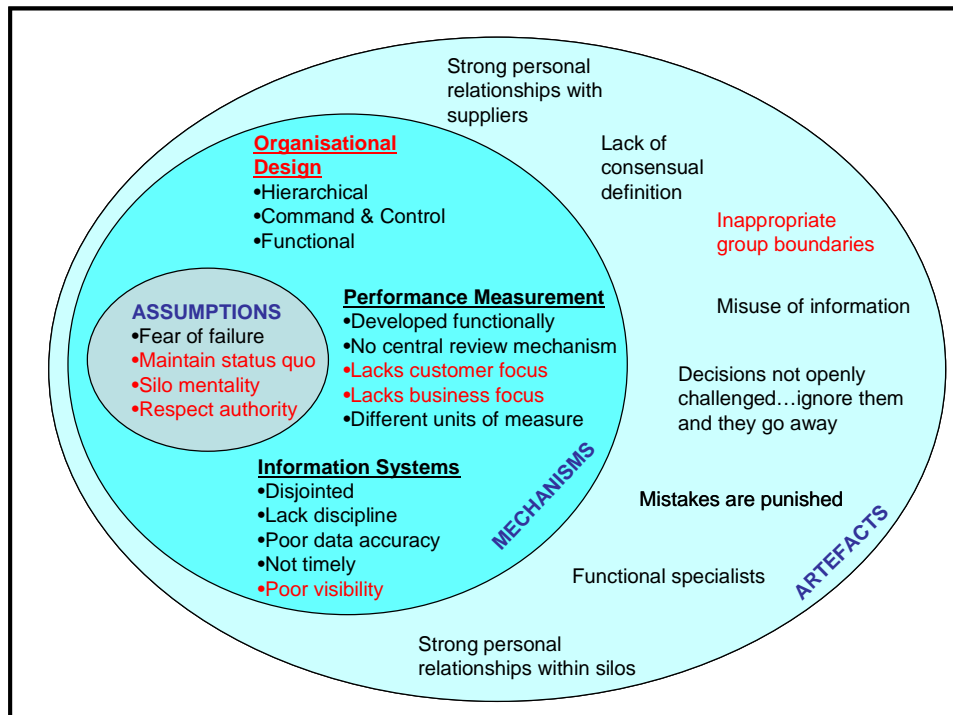 Strong personal
relationships with
suppliers
Organisational
Design
•Hierarchical
•Command & Control
•Functional
Lack of
consensual
definition
Inappropriate
group boundaries
ASSUMPTIONS
•Fear of failure
•Maintain status quo
•Silo mentality
•Respect authority
Performance Measurement
•Developed functionally
•No central review mechanism
•Lacks customer focus
•Lacks business focus
•Different units of measure
Misuse of information
Decisions not openly
challenged…ignore them
and they go away
Information Systems
•Disjointed
•Lack discipline
•Poor data accuracy
•Not timely
•Poor visibility
MECHANISMS
Mistakes are punished
ARTEFACTS
Functional specialists
Strong personal
relationships within silos